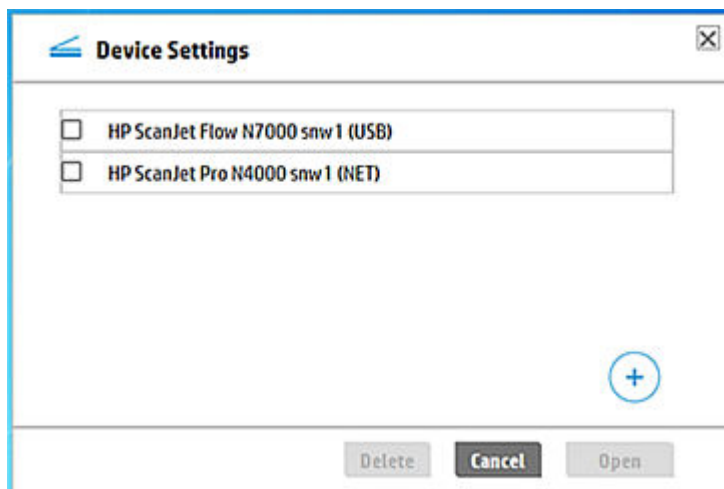 Device Settings
HP ScanJet Flow N7000 snw1 (USB)
HP ScanJet Pro N4000 snw1 (NET)
Delete
Cancel
Open